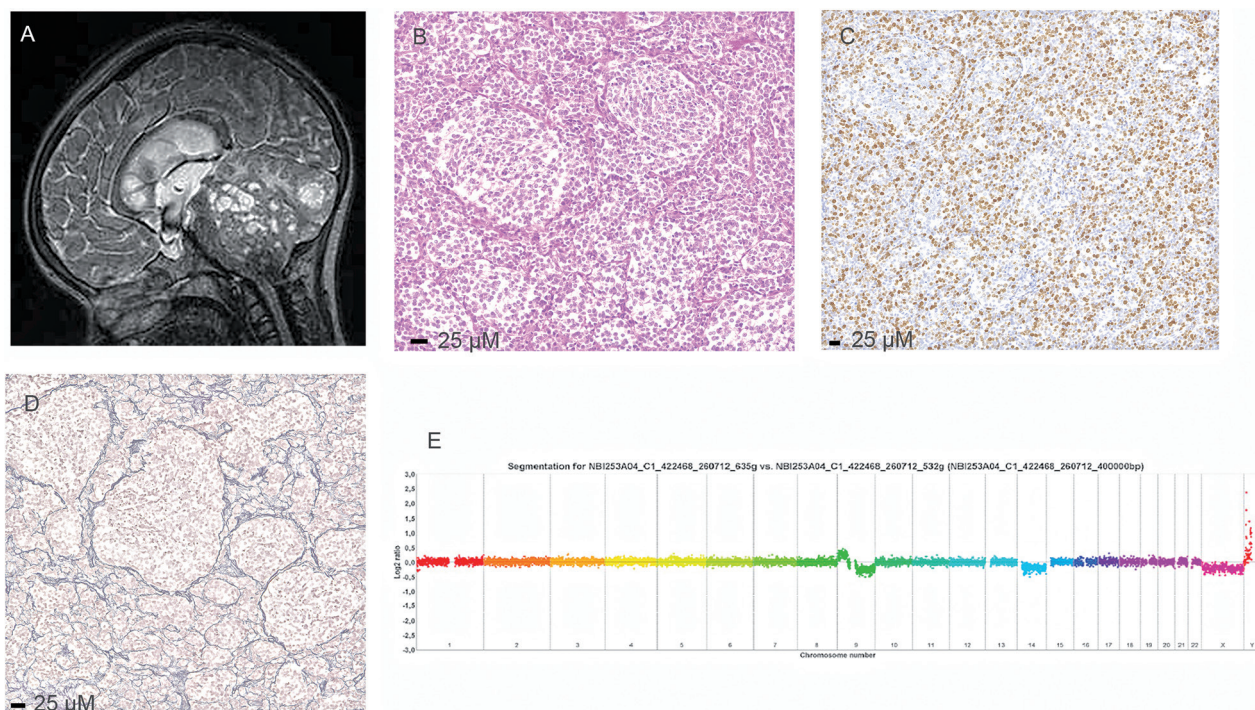 A
B
C
25 µM
25 µM
D
25 µM
E
Segmentation for NBI253A04_C1_422468_260712_635g vs. NBI253A04_C1_422468_260712_532g (NBI253A04_C1_422468_260712_400000bp)
3,0
2,5
2,0
1,5
1,0
0,5
0,0
-0,5
-1,0
-1,5
-2,0
-2,5
-3,0
Log2 ratio
1 2 3 4 5 6 7 8 9 10 11 12 13 14 15 16 17 18 19 20 21 22 X Y
Chromosome number